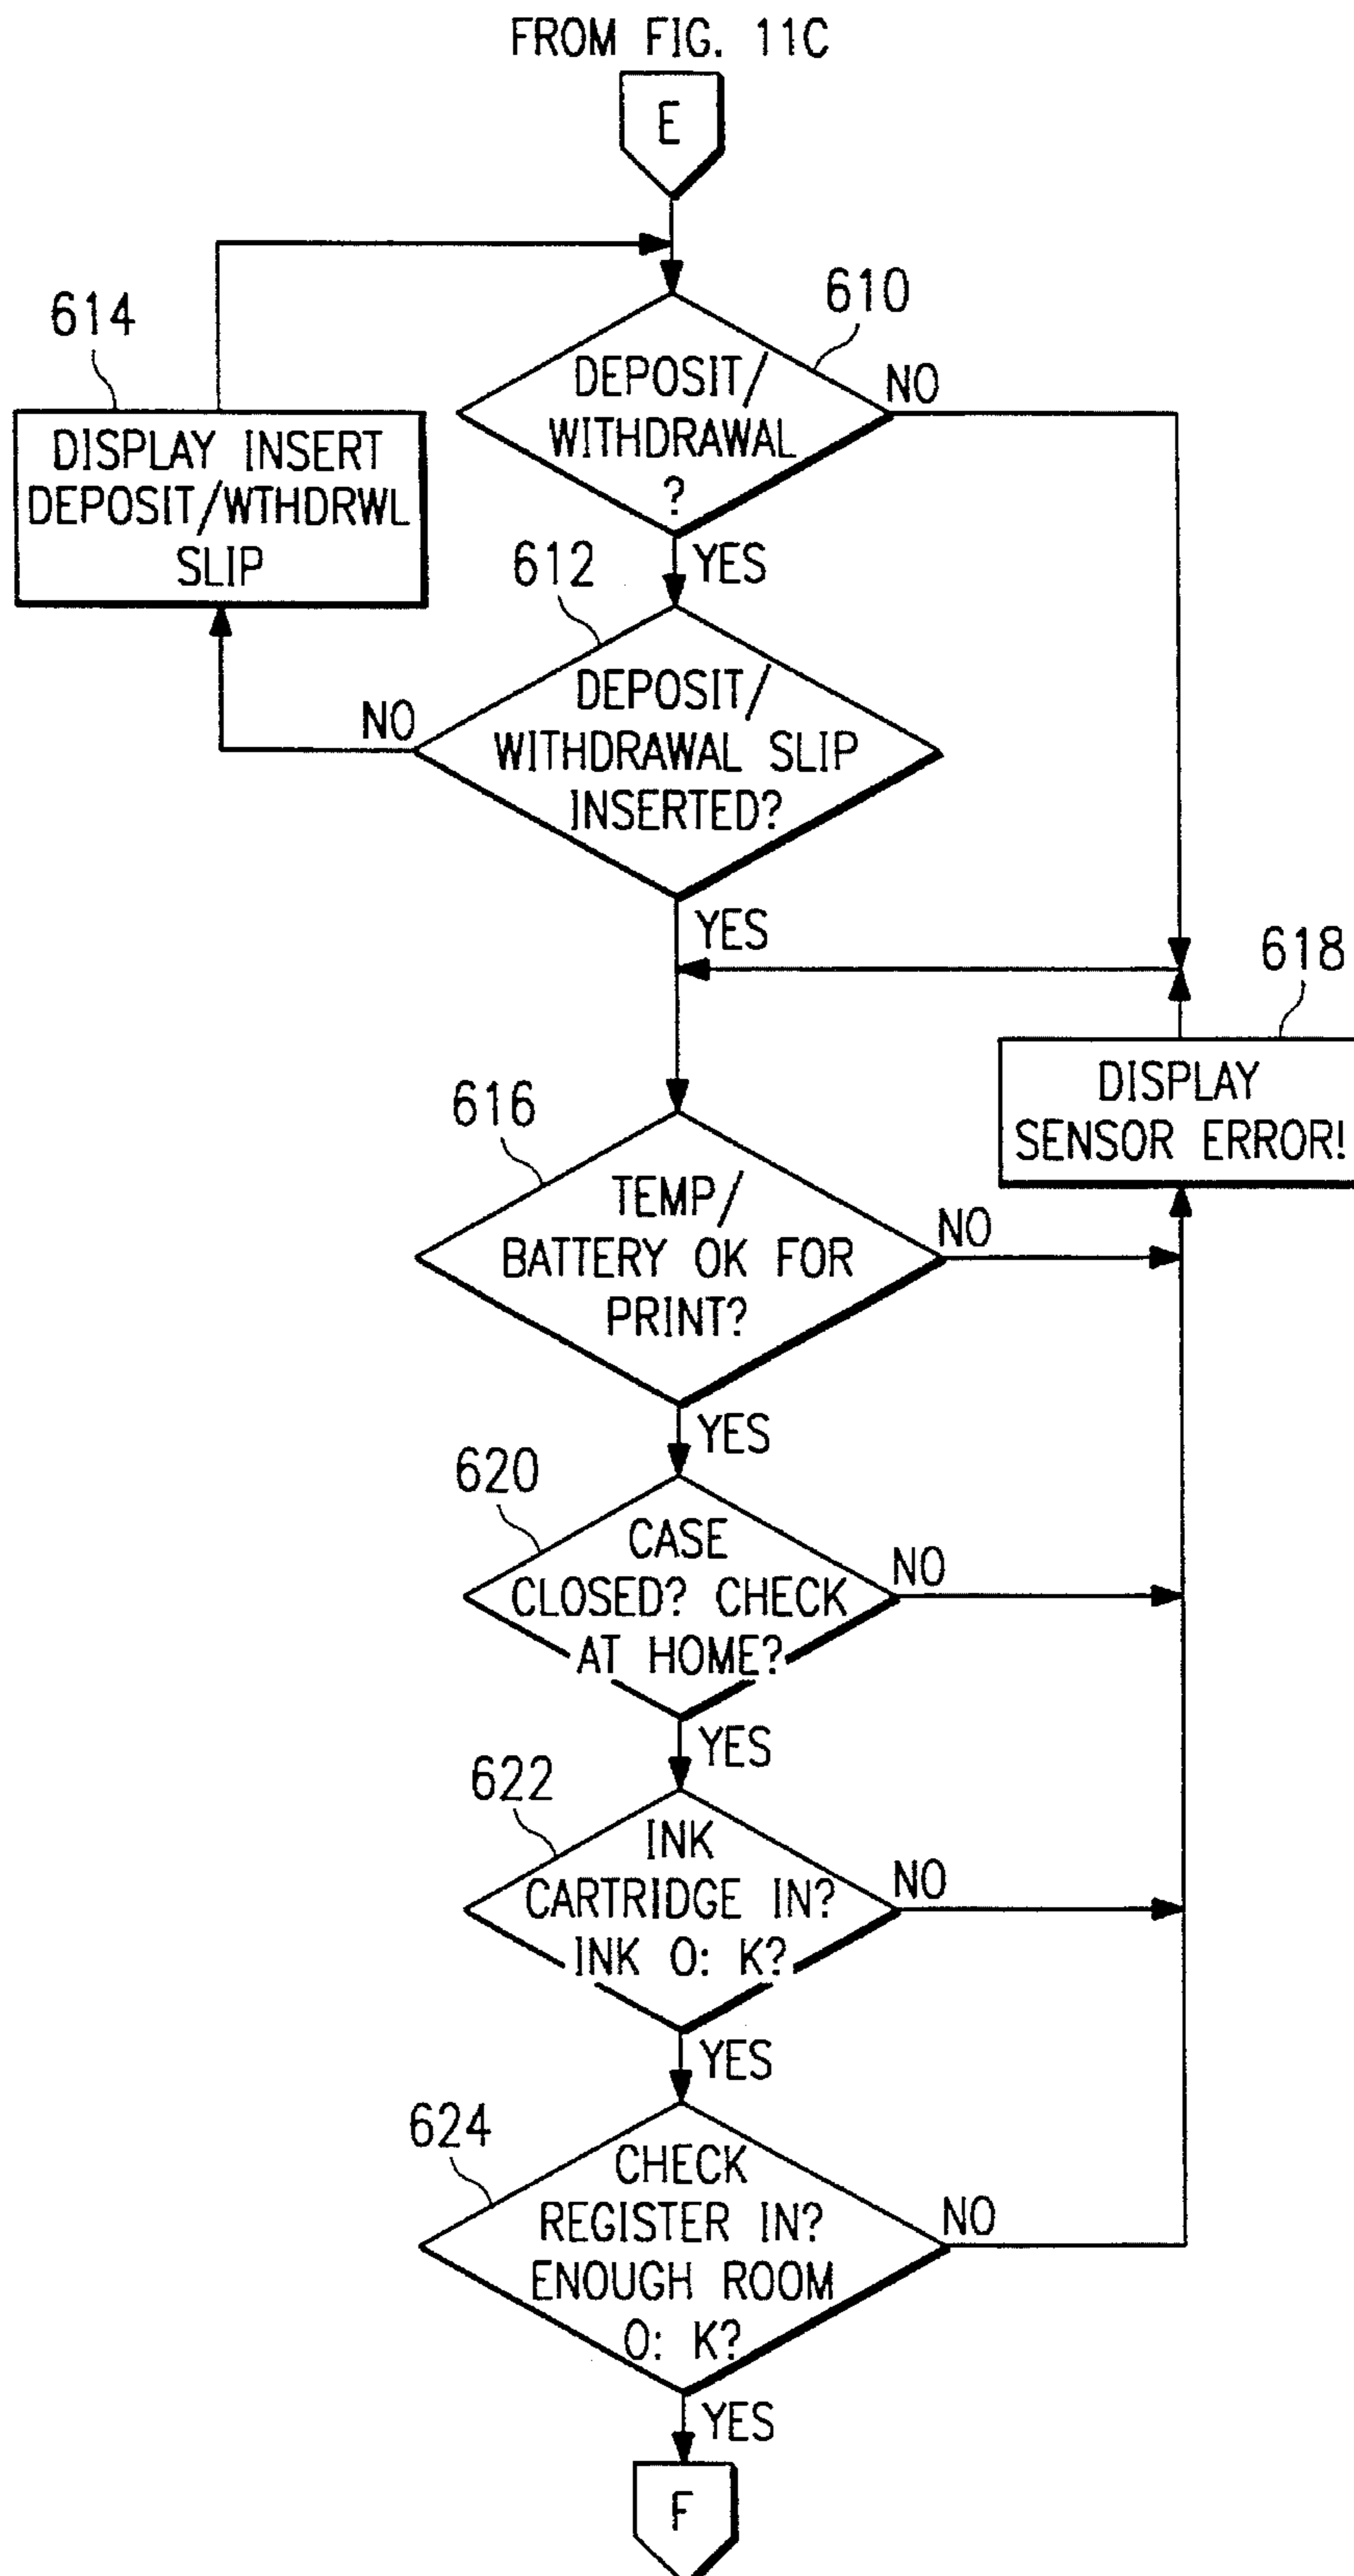 FROM FIG. 11C
E
610
DEPOSIT/
WITHDRAWAL
?
NO
YES
614
DISPLAY INSERT
DEPOSIT/WTHDRWL
SLIP
612
DEPOSIT/
WITHDRAWAL SLIP
INSERTED?
NO
YES
618
DISPLAY
SENSOR ERROR!
616
TEMP/
BATTERY OK FOR
PRINT?
NO
YES
620
CASE
CLOSED? CHECK
AT HOME?
NO
YES
622
INK
CARTRIDGE IN?
INK O: K?
NO
YES
624
CHECK
REGISTER IN?
ENOUGH ROOM
O: K?
NO
YES
F